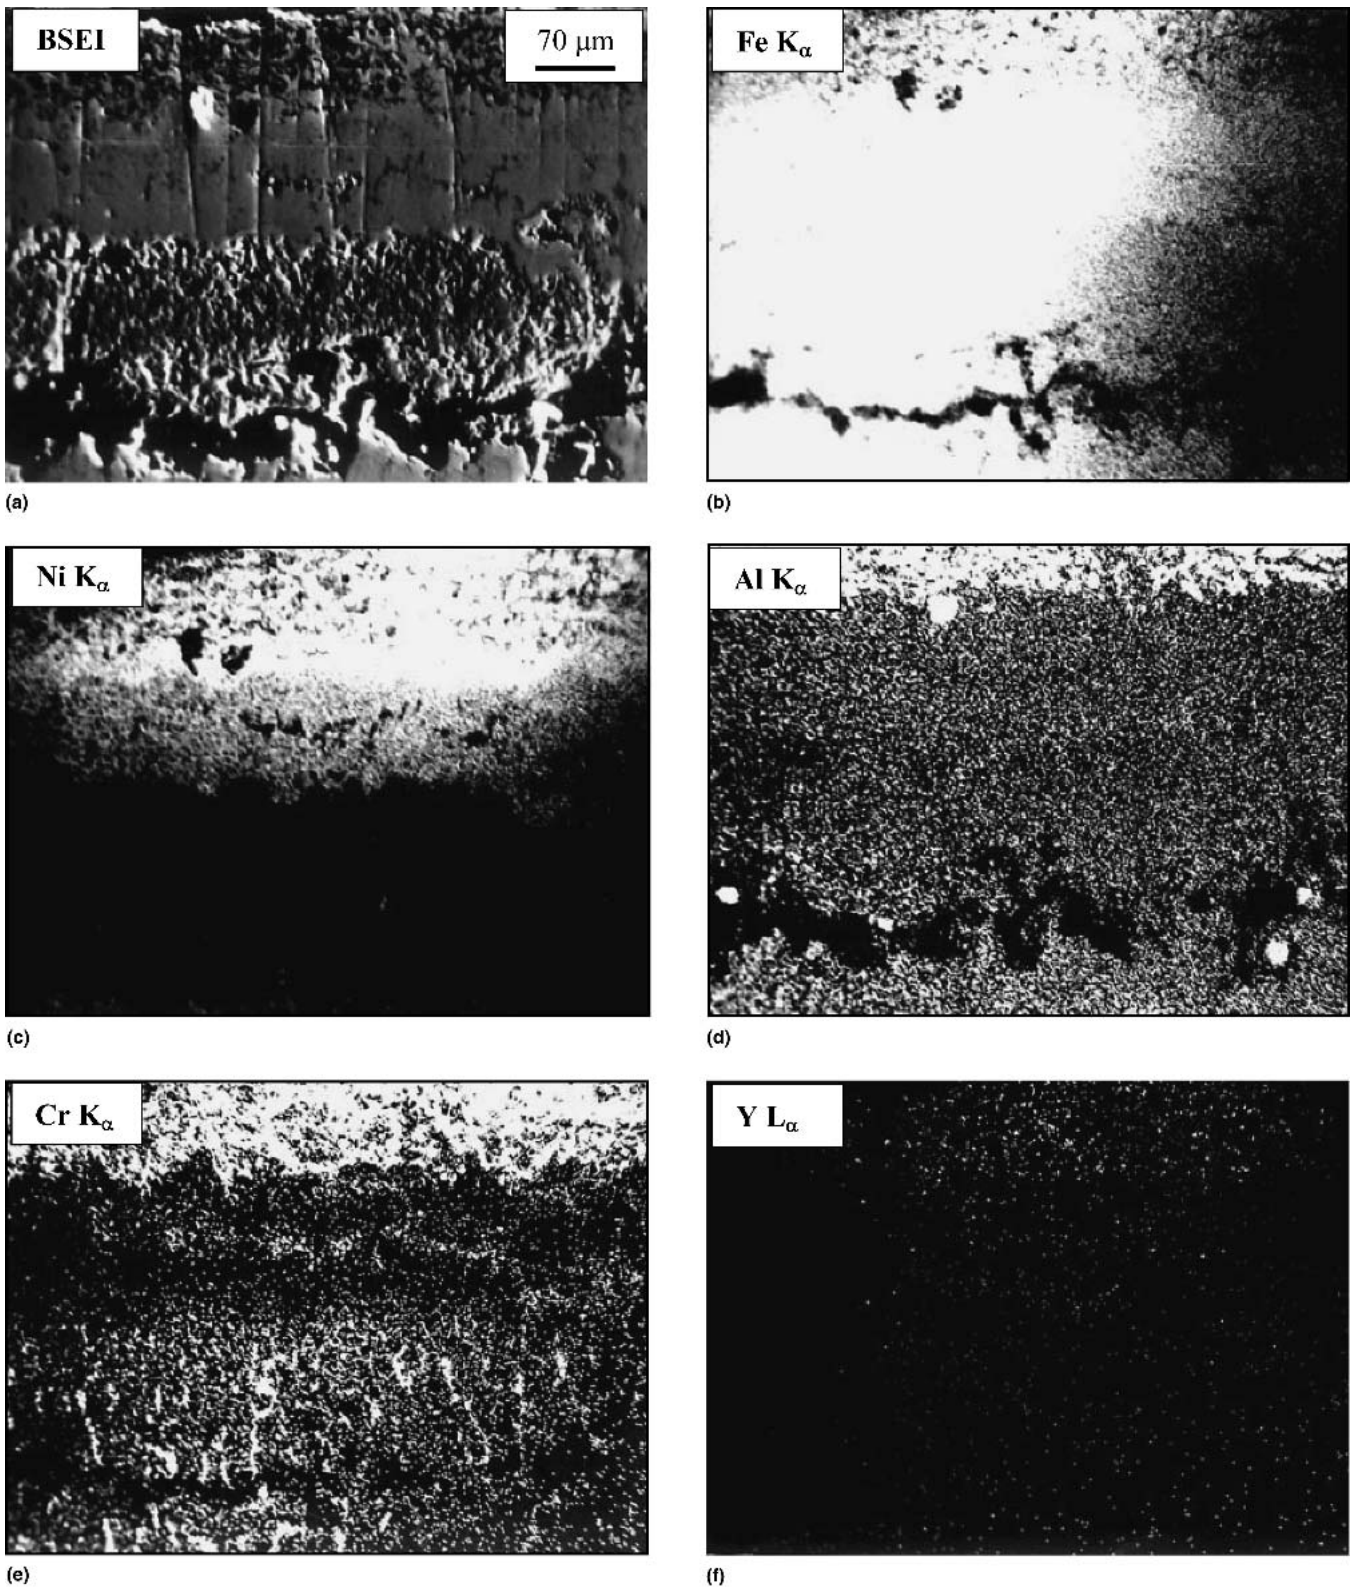 BSEI
70 μm
Fe Kα
(a)
(b)
Ni Kα
Al Kα
(c)
(d)
Cr Kα
Y Lα
(e)
(f)